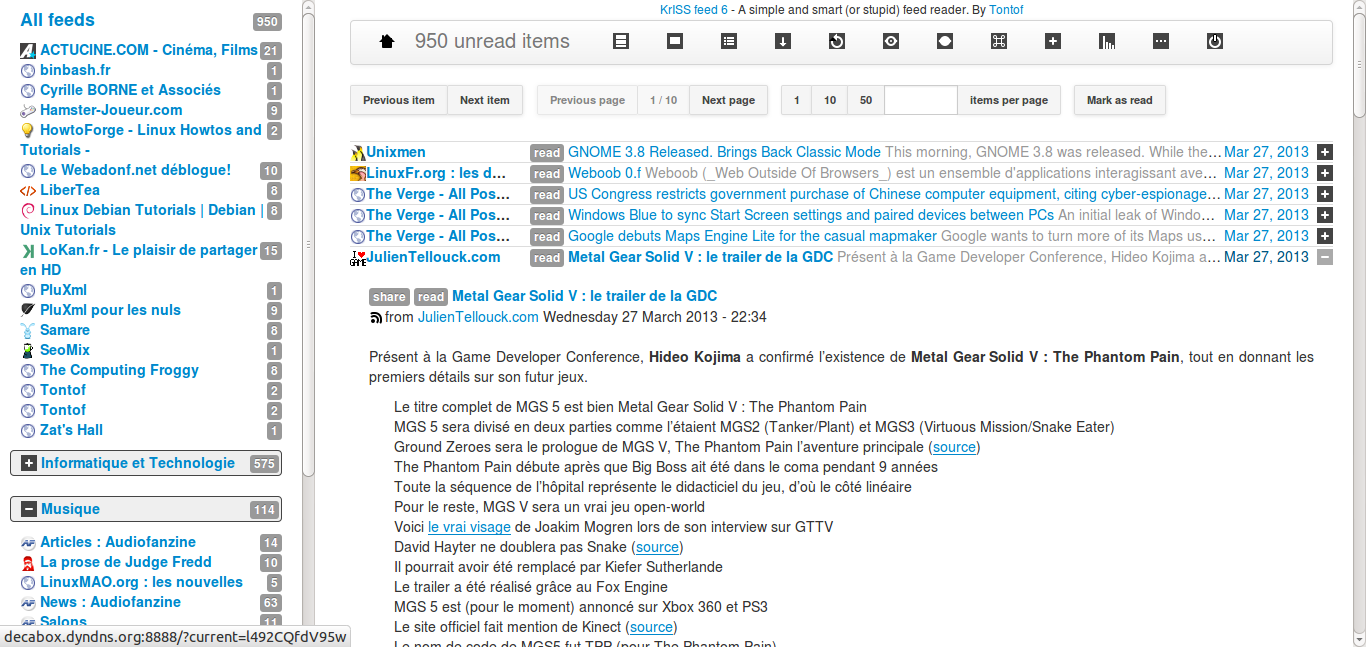 All feeds 950
ACTUCINE.COM - Cinéma, Films 21
binbash.fr 1
Cyrille BORNE et Associés 1
Hamster-Joueur.com 9
HowtoForge - Linux Howtos and 2
Tutorials -
Le Webadonf.net déblogue! 10
LiberTea 8
Linux Debian Tutorials | Debian | 8
Unix Tutorials
LoKan.fr - Le plaisir de partager 15
en HD
PluXml 1
PluXml pour les nuls 9
Samare 8
SeoMix 1
The Computing Froggy 8
Tontof 2
Tontof 2
Zat's Hall 1
Informatique et Technologie 575
Musique 114
Articles : Audiofanzine 14
La prose de Judge Fredd 10
LinuxMAO.org : les nouvelles 5
News : Audiofanzine 63
Salons 11
decabox.dyndns.org:8888/?current=l492CQfdV95w
KrISS feed 6 - A simple and smart (or stupid) feed reader. By Tontof
950 unread items
Previous item Next item Previous page 1 / 10 Next page 1 10 50 items per page Mark as read
Unixmen read GNOME 3.8 Released. Brings Back Classic Mode This morning, GNOME 3.8 was released. While the... Mar 27, 2013
LinuxFr.org : les d... read Weboob 0.f Weboob (_Web Outside Of Browsers_) est un ensemble d'applications interagissant ave... Mar 27, 2013
The Verge - All Pos... read US Congress restricts government purchase of Chinese computer equipment, citing cyber-espionage... Mar 27, 2013
The Verge - All Pos... read Windows Blue to sync Start Screen settings and paired devices between PCs An initial leak of Windo... Mar 27, 2013
The Verge - All Pos... read Google debuts Maps Engine Lite for the casual mapmaker Google wants to turn more of its Maps us... Mar 27, 2013
I GAME JulienTellouck.com read Metal Gear Solid V : le trailer de la GDC Présent à la Game Developer Conference, Hideo Kojima a... Mar 27, 2013
share read Metal Gear Solid V : le trailer de la GDC
from JulienTellouck.com Wednesday 27 March 2013 - 22:34
Présent à la Game Developer Conference, Hideo Kojima a confirmé l'existence de Metal Gear Solid V : The Phantom Pain, tout en donnant les
premiers détails sur son futur jeux.
Le titre complet de MGS 5 est bien Metal Gear Solid V : The Phantom Pain
MGS 5 sera divisé en deux parties comme l'étaient MGS2 (Tanker/Plant) et MGS3 (Virtuous Mission/Snake Eater)
Ground Zeroes sera le prologue de MGS V, The Phantom Pain l'aventure principale (source)
The Phantom Pain débute après que Big Boss ait été dans le coma pendant 9 années
Toute la séquence de l'hôpital représente le didacticiel du jeu, d'où le côté linéaire
Pour le reste, MGS V sera un vrai jeu open-world
Voici le vrai visage de Joakim Mogren lors de son interview sur GTTV
David Hayter ne doublera pas Snake (source)
Il pourrait avoir été remplacé par Kiefer Sutherlande
Le trailer a été réalisé grâce au Fox Engine
MGS 5 est (pour le moment) annoncé sur Xbox 360 et PS3
Le site officiel fait mention de Kinect (source)
Le nom de code de MGS5 fut TPP (pour The Phantom Pain)